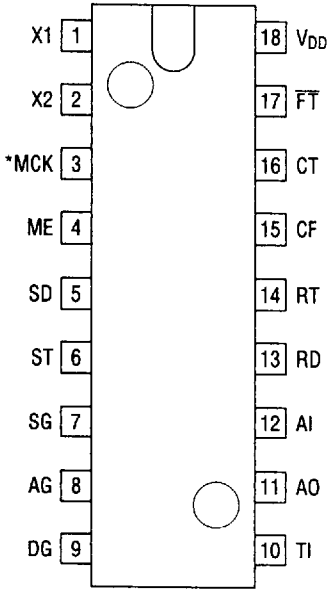 X1 1 18 VDD
X2 2 17 F̅T̅
*MCK 3 16 CT
ME 4 15 CF
SD 5 14 RT
ST 6 13 RD
SG 7 12 AI
AG 8 11 AO
DG 9 10 TI